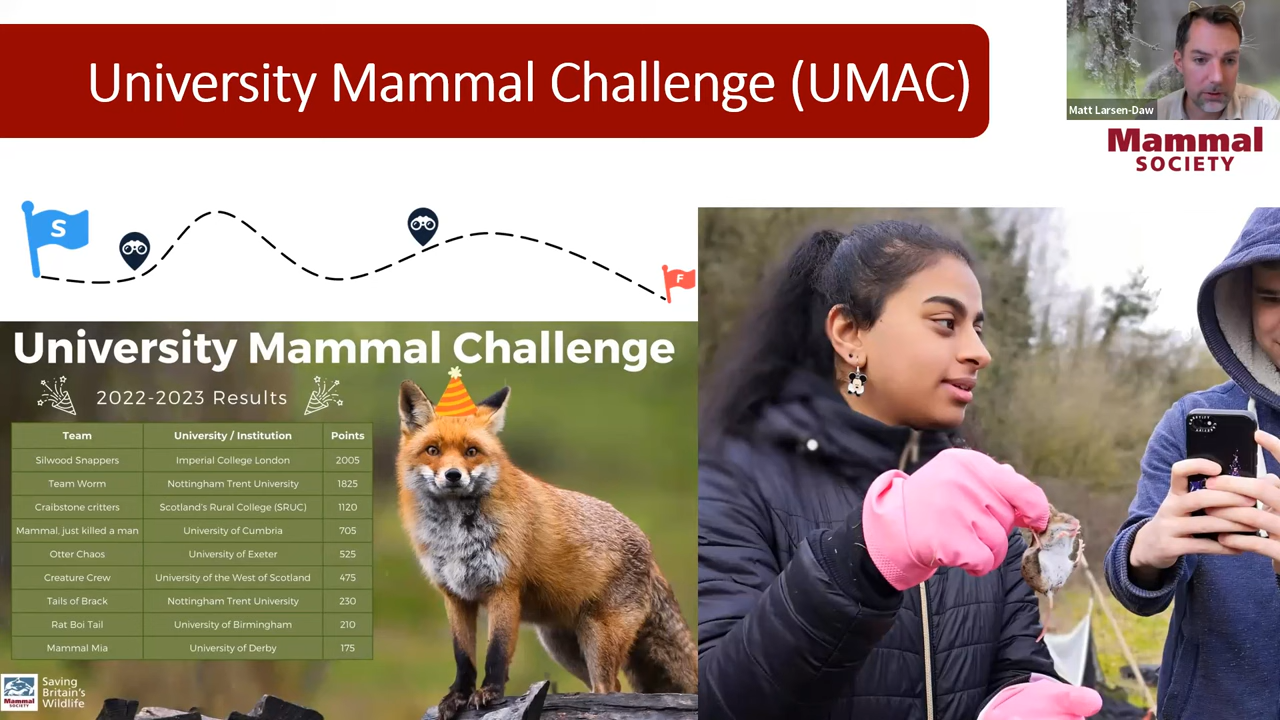 University Mammal Challenge (UMAC)
Matt Larsen-Daw
Mammal
SOCIETY
S
F
University Mammal Challenge
2022-2023 Results
Team University / Institution Points
Silwood Snappers Imperial College London 2005
Team Worm Nottingham Trent University 1825
Craibstone critters Scotland's Rural College (SRUC) 1120
Mammal, just killed a man University of Cumbria 705
Otter Chaos University of Exeter 525
Creature Crew University of the West of Scotland 475
Tails of Brack Nottingham Trent University 230
Rat Boi Tail University of Birmingham 210
Mammal Mia University of Derby 175
Mammal
SOCIETY
Saving
Britain's
Wildlife